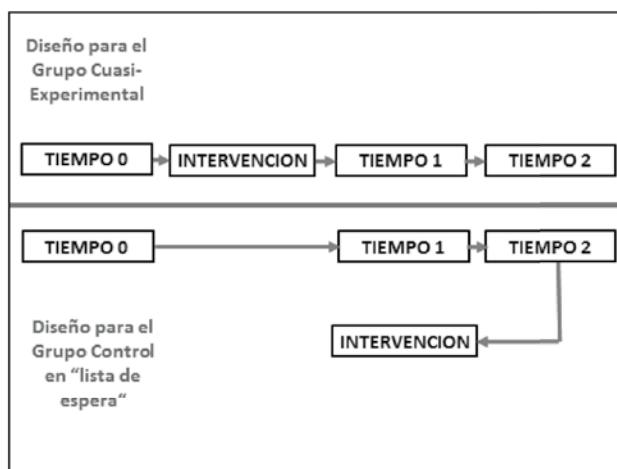 Diseño para el
Grupo Cuasi-
Experimental
TIEMPO 0
INTERVENCION
TIEMPO 1
TIEMPO 2
TIEMPO 0
TIEMPO 1
TIEMPO 2
Diseño para el
Grupo Control
en “lista de
espera“
INTERVENCION